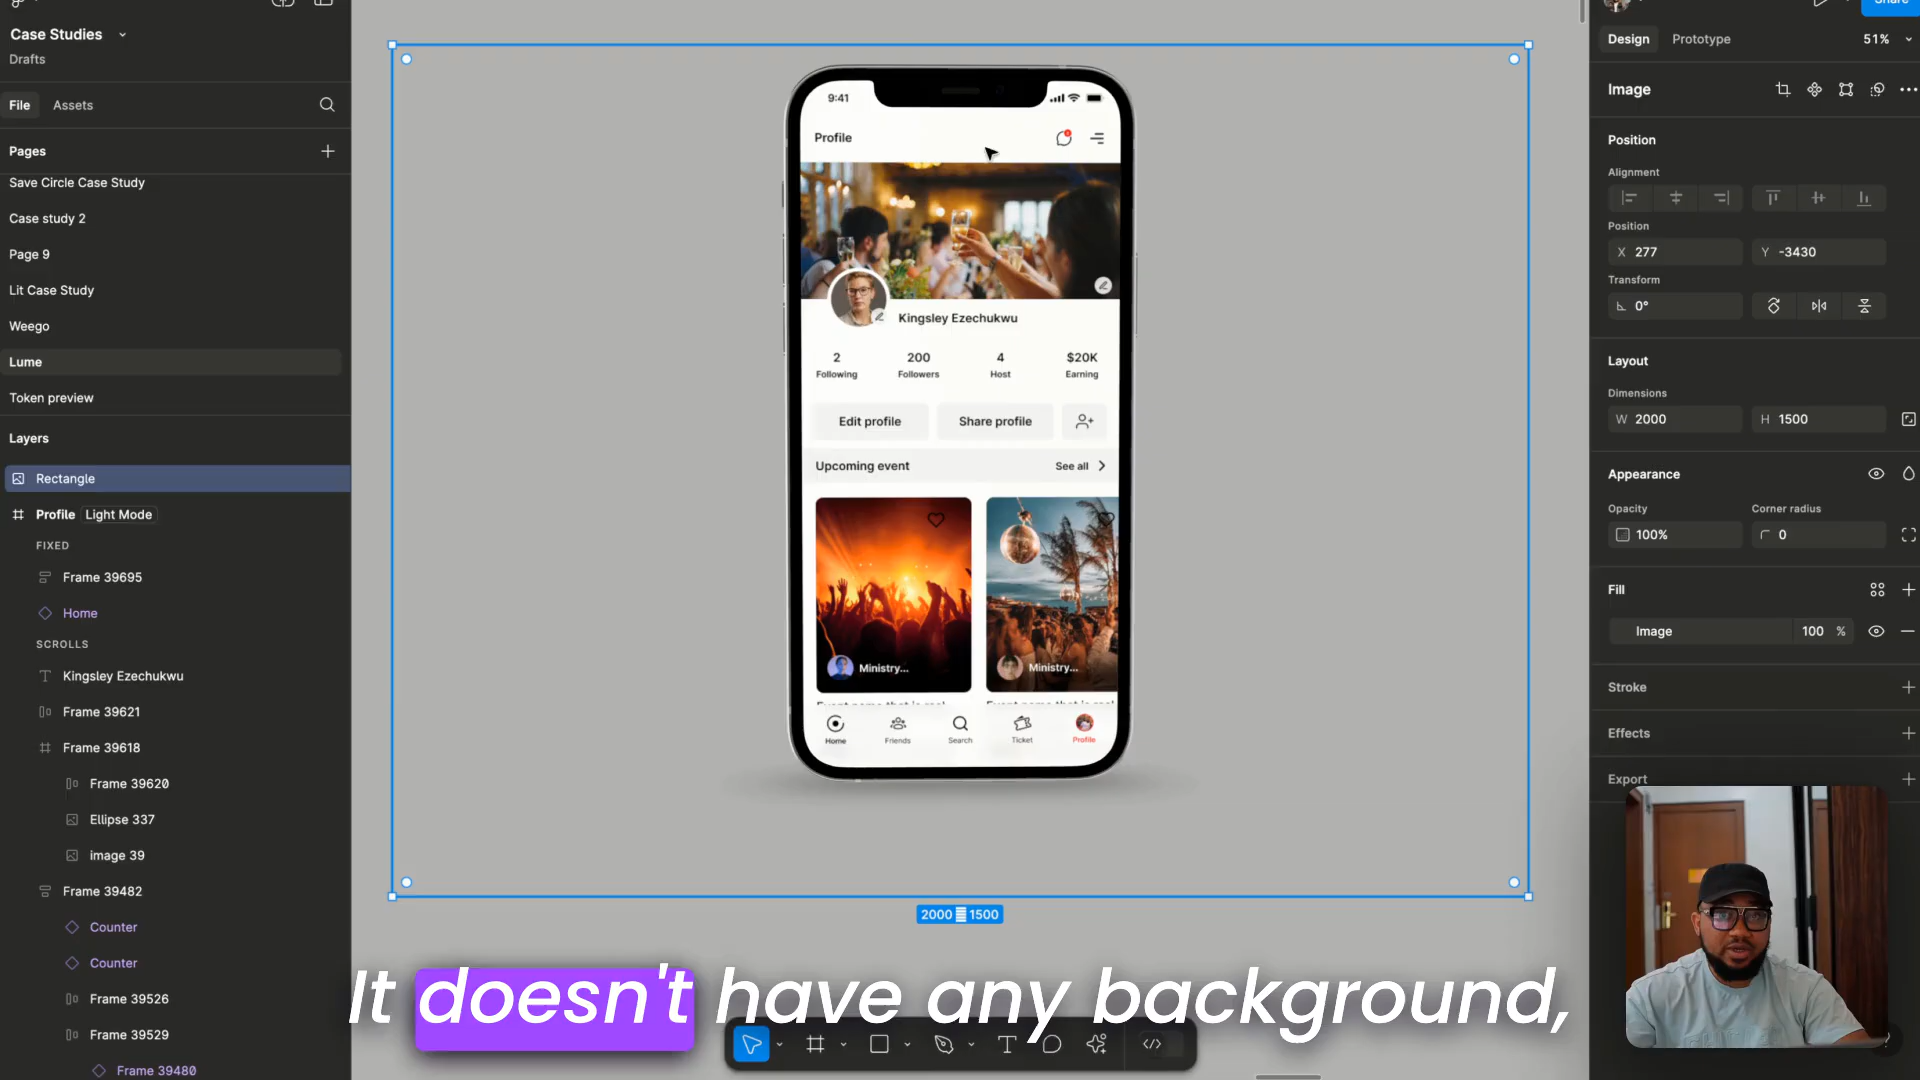 Case Studies
Drafts
File
Assets
Pages
Save Circle Case Study
Case study 2
Page 9
Lit Case Study
Weego
Lume
Token preview
Layers
Rectangle
Profile
Light Mode
FIXED
Frame 39695
Home
SCROLLS
Kingsley Ezechukwu
Frame 39621
Frame 39618
Frame 39620
Ellipse 337
image 39
Frame 39482
Counter
Counter
Frame 39526
Frame 39529
Frame 39480
9:41
Profile
Kingsley Ezechukwu
2 200 4 $20K
Following Followers Host Earning
Edit profile
Share profile
Upcoming event
See all
Ministry...
Ministry...
Home Friends Search Ticket Profile
2000 1500
It doesn't have any background,
Share
Design
Prototype
51%
Image
Position
Alignment
Position
X 277
Y -3430
Transform
0°
Layout
Dimensions
W 2000
H 1500
Appearance
Opacity
Corner radius
100%
0
Fill
Image
100 %
Stroke
Effects
Export